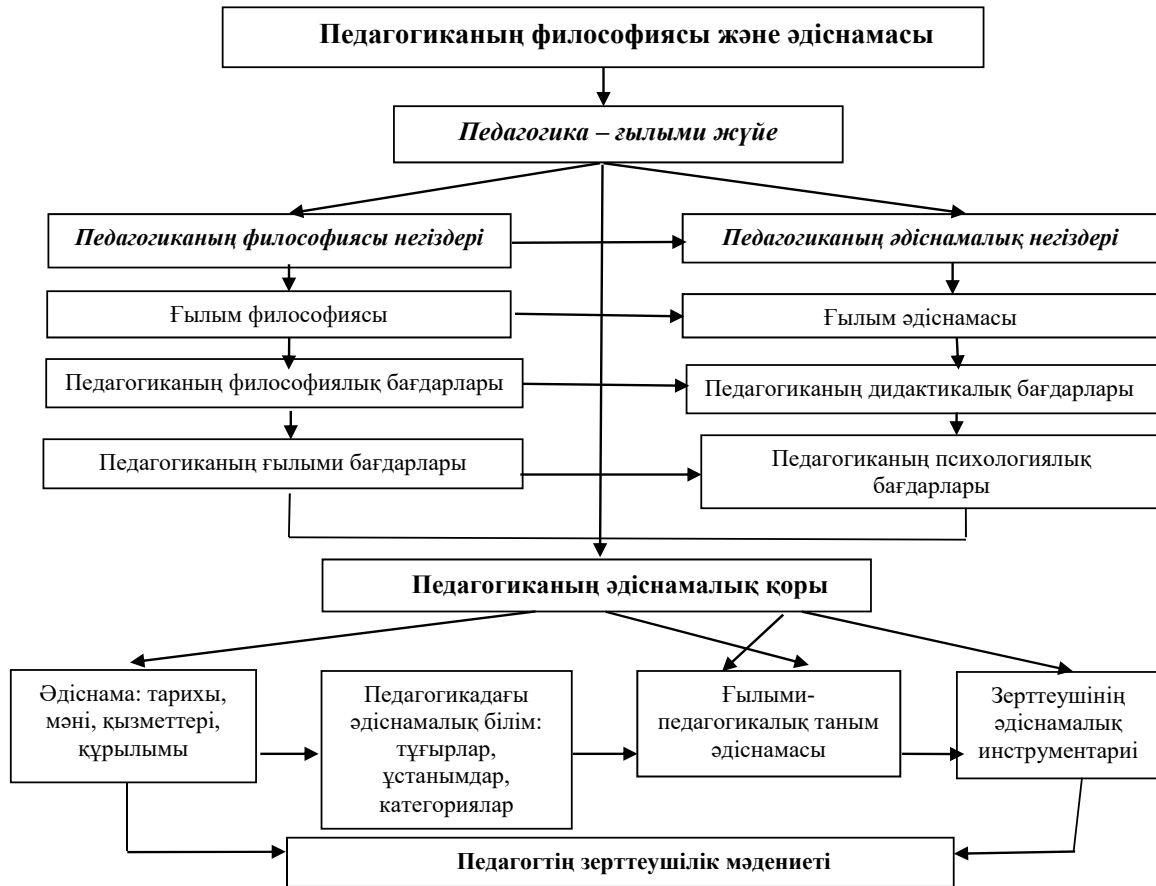 Педагогиканың философиясы және әдіснамасы
Педагогика – ғылыми жүйе
Педагогиканың философиясы негіздері
Педагогиканың әдіснамалық негіздері
Ғылым философиясы
Ғылым әдіснамасы
Педагогиканың философиялық бағдарлары
Педагогиканың дидактикалық бағдарлары
Педагогиканың ғылыми бағдарлары
Педагогиканың психологиялық
бағдарлары
Педагогиканың әдіснамалық қоры
Әдіснама: тарихы,
мәні, қызметтері,
құрылымы
Педагогикадағы
әдіснамалық білім:
тұғырлар,
ұстанымдар,
категориялар
Ғылыми-
педагогикалық таным
әдіснамасы
Зерттеушінің
әдіснамалық
инструментариі
Педагогтің зерттеушілік мәдениеті